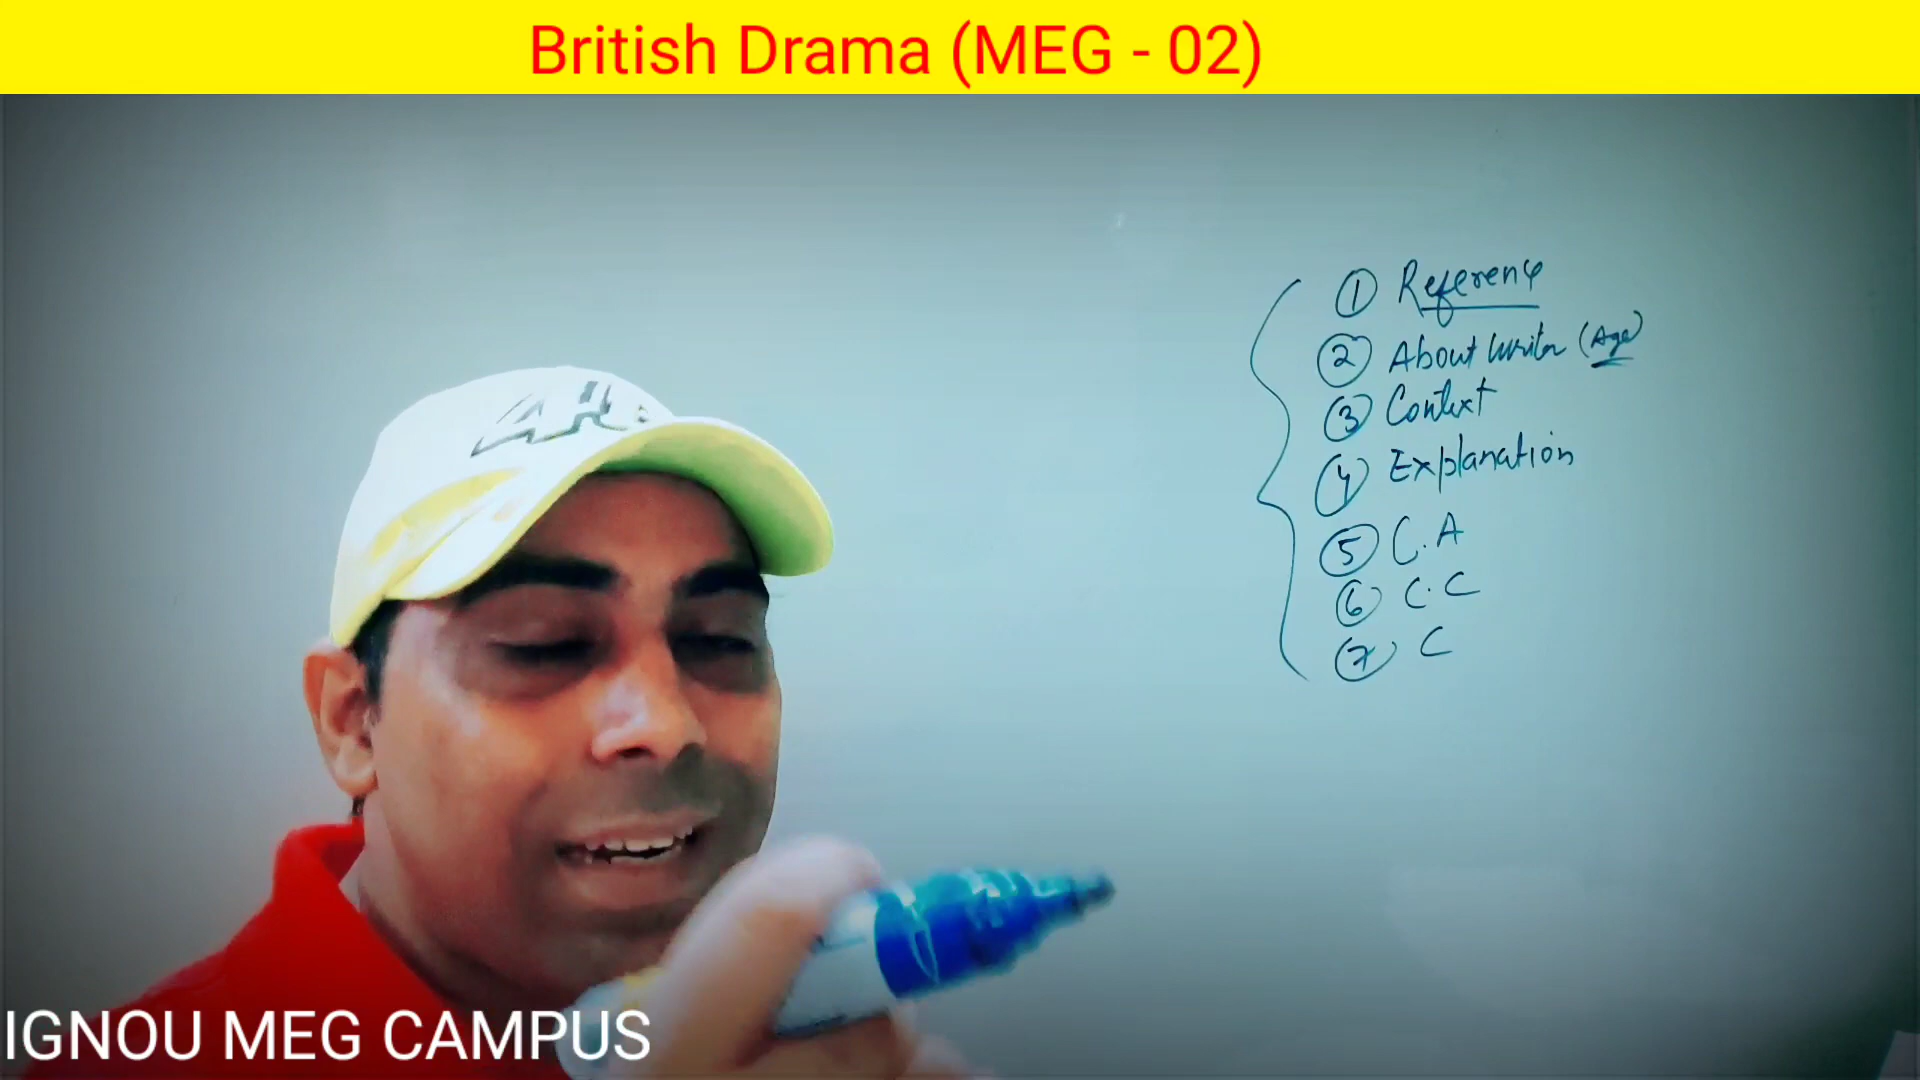 British Drama (MEG - 02)
① Reference
② About Writer (Age)
③ Context
④ Explanation
⑤ C.A
⑥ C.C
⑦ C
IGNOU MEG CAMPUS